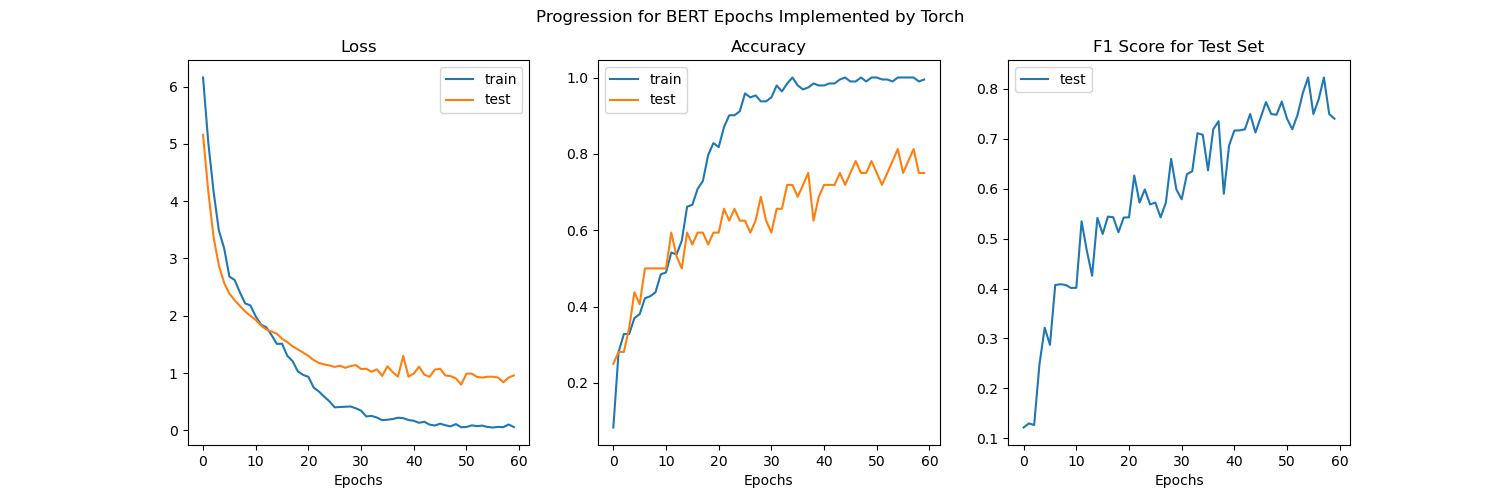 Progression for BERT Epochs Implemented by Torch
Loss
train
test
6
5
4
3
2
1
0
0 10 20 30 40 50 60
Epochs
Accuracy
train
test
1.0
0.8
0.6
0.4
0.2
0 10 20 30 40 50 60
Epochs
F1 Score for Test Set
test
0.8
0.7
0.6
0.5
0.4
0.3
0.2
0.1
0 10 20 30 40 50 60
Epochs